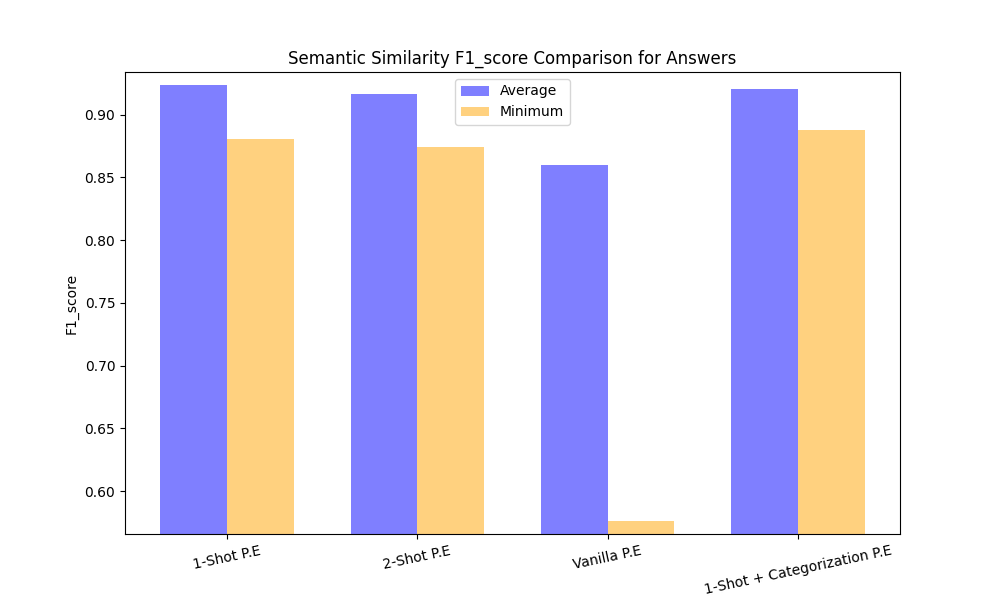 Semantic Similarity F1_score Comparison for Answers
Average
Minimum
F1_score
0.90
0.85
0.80
0.75
0.70
0.65
0.60
1-Shot P.E
2-Shot P.E
Vanilla P.E
1-Shot + Categorization P.E